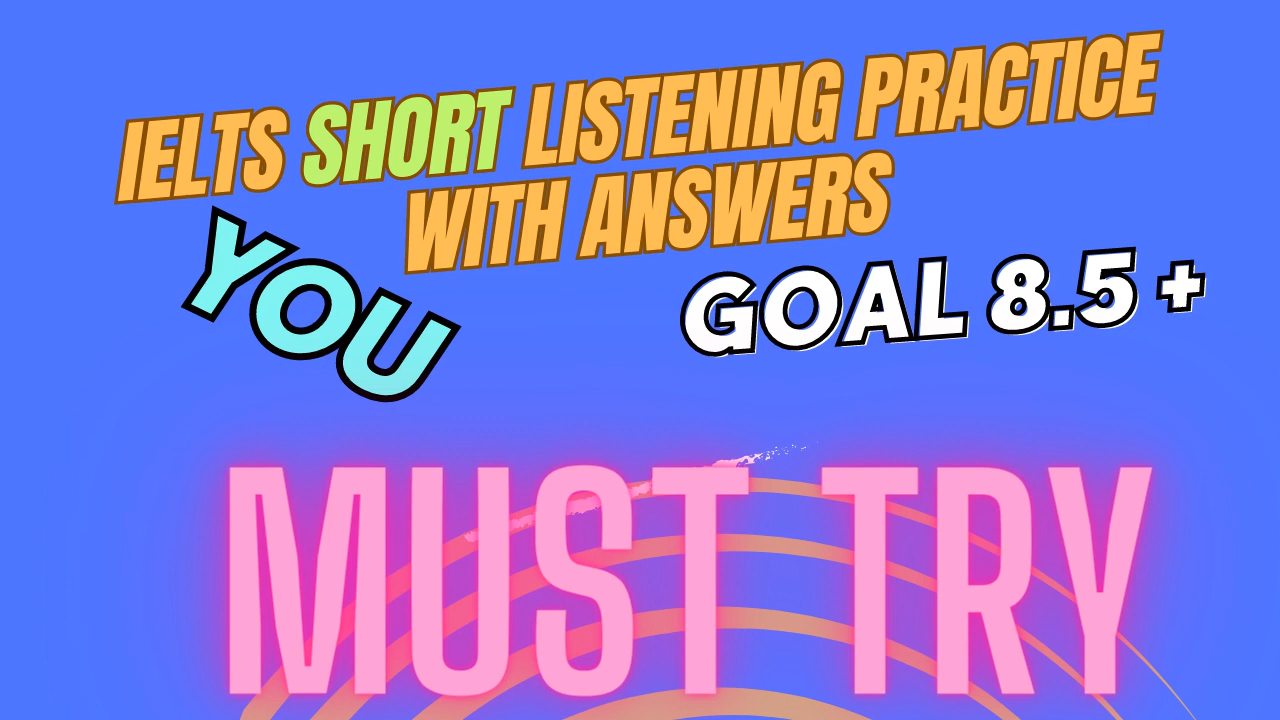 IELTS SHORT LISTENING PRACTICE
WITH ANSWERS
YOU
GOAL 8.5 +
MUST TRY